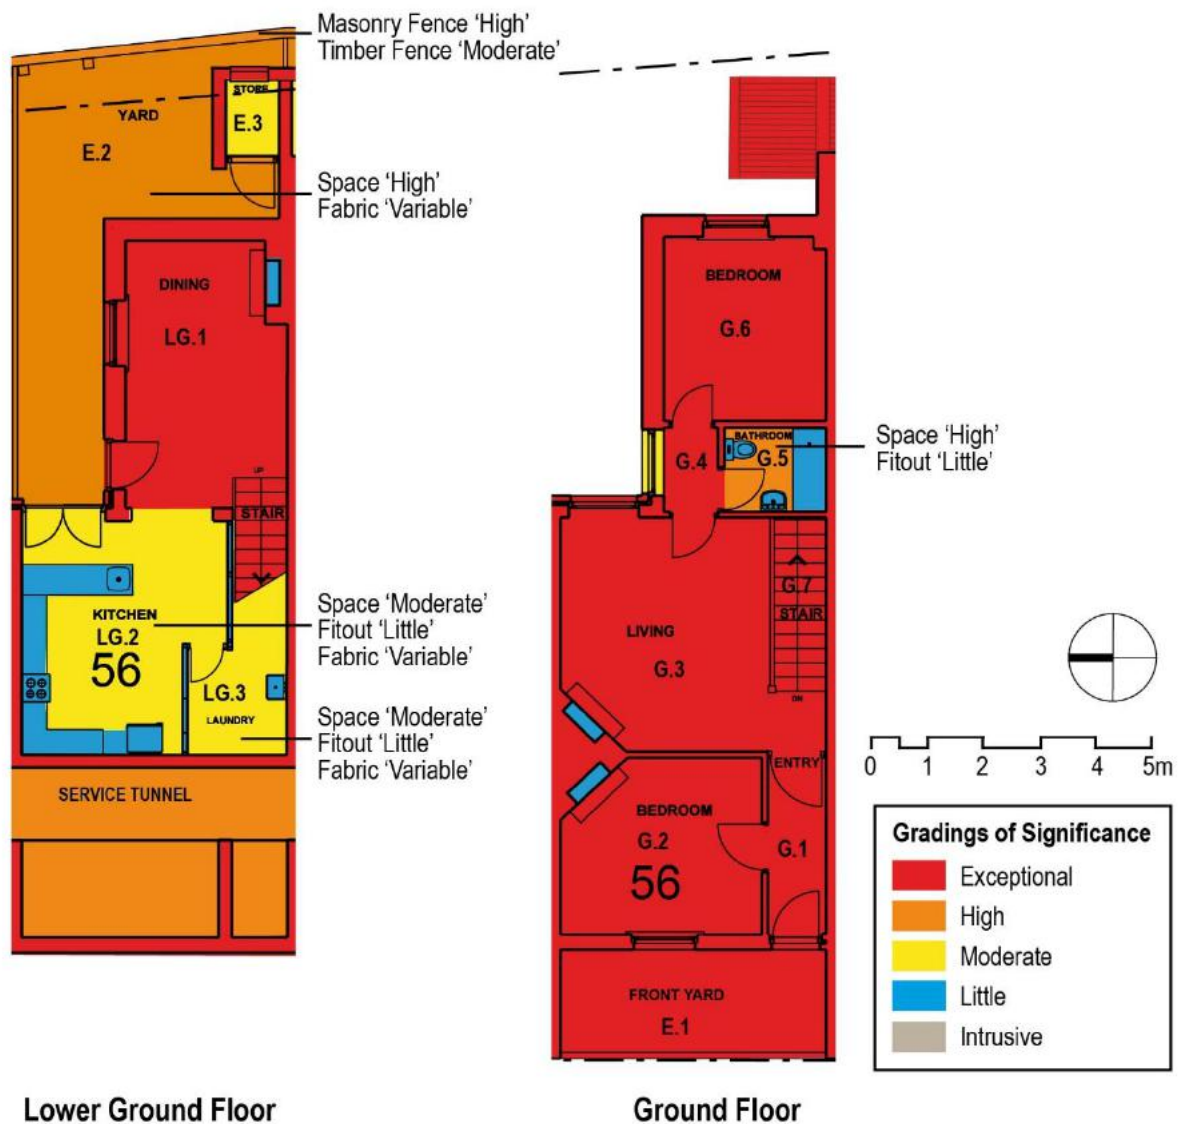 Masonry Fence ‘High’
Timber Fence ‘Moderate’
STORE
E.3
YARD
E.2
Space ‘High’
Fabric ‘Variable’
DINING
LG.1
UP
STAIR
KITCHEN
LG.2
56
Space ‘Moderate’
Fitout ‘Little’
Fabric ‘Variable’
LG.3
LAUNDRY
Space ‘Moderate’
Fitout ‘Little’
Fabric ‘Variable’
SERVICE TUNNEL
Lower Ground Floor
BEDROOM
G.6
BATHROOM
G.5
G.4
Space ‘High’
Fitout ‘Little’
G.7
STAIR
DN
LIVING
G.3
ENTRY
BEDROOM
G.2
56
G.1
FRONT YARD
E.1
Ground Floor
0 1 2 3 4 5m
Gradings of Significance
Exceptional
High
Moderate
Little
Intrusive